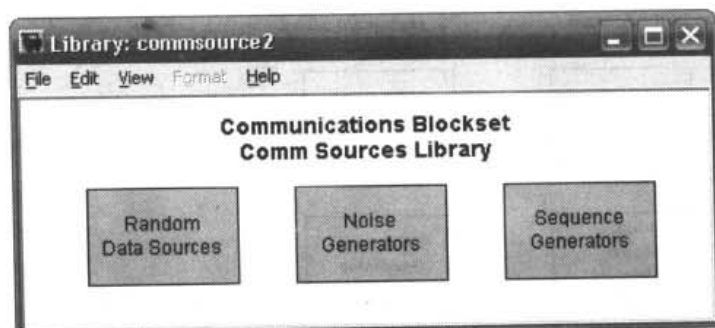 Library: commsource2
File Edit View Format Help
Communications Blockset
Comm Sources Library
Random
Data Sources
Noise
Generators
Sequence
Generators